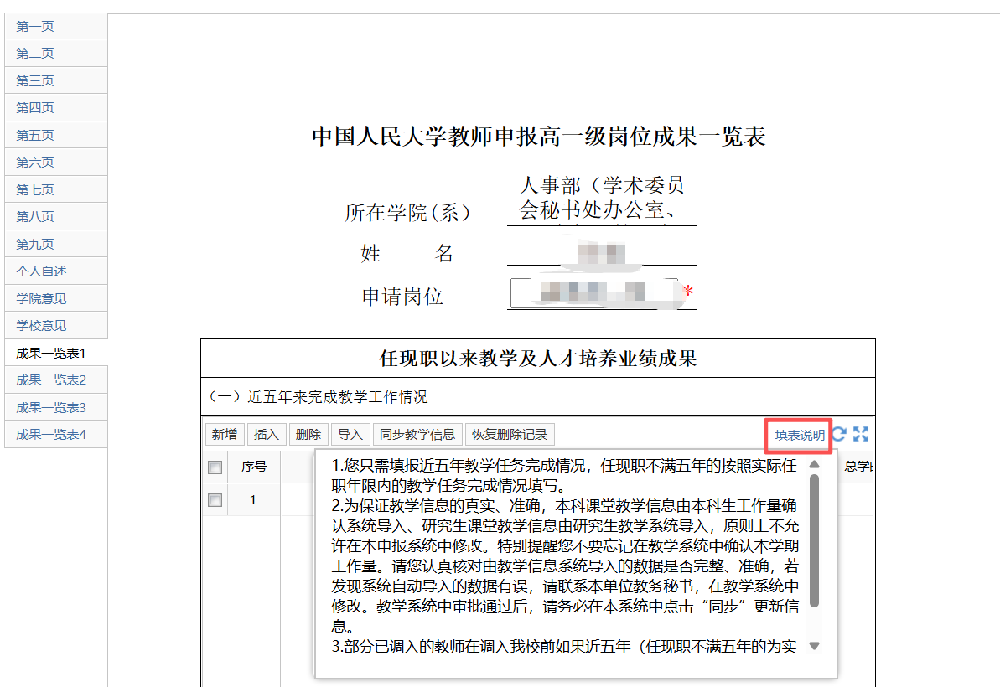 第一页
第二页
第三页
第四页
第五页
第六页
第七页
第八页
第九页
个人自述
学院意见
学校意见
成果一览表1
成果一览表2
成果一览表3
成果一览表4
中国人民大学教师申报高一级岗位成果一览表
所在学院(系)
人事部（学术委员
会秘书处办公室、
姓 名
申请岗位
*
任现职以来教学及人才培养业绩成果
（一）近五年来完成教学工作情况
新增 插入 删除 导入 同步教学信息 恢复删除记录 填表说明
序号 总学时
1
1.您只需填报近五年教学任务完成情况，任现职不满五年的按照实际任
职年限内的教学任务完成情况填写。
2.为保证教学信息的真实、准确，本科课堂教学信息由本科生工作量确
认系统导入、研究生课堂教学信息由研究生教学系统导入，原则上不允
许在本申报系统中修改。特别提醒您不要忘记在教学系统中确认本学期
工作量。请您认真核对由教学信息系统导入的数据是否完整、准确，若
发现系统自动导入的数据有误，请联系本单位教务秘书，在教学系统中
修改。教学系统中审批通过后，请务必在本系统中点击“同步”更新信
息。
3.部分已调入的教师在调入我校前如果近五年（任现职不满五年的为实